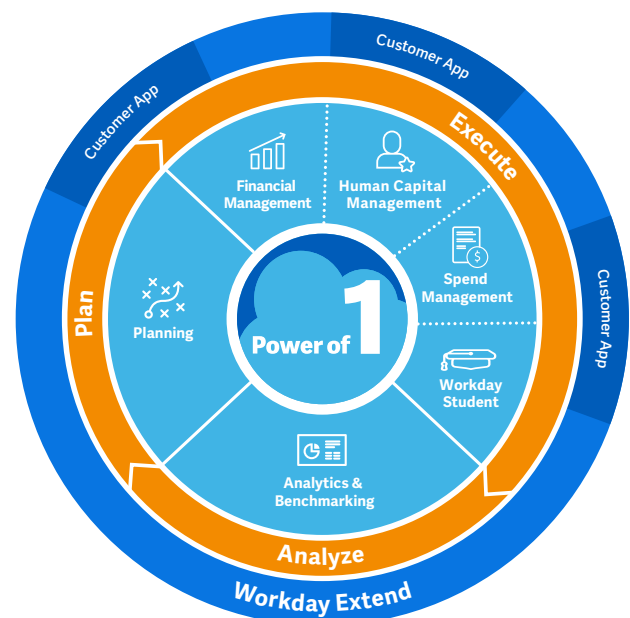 Customer App
Customer App
Execute
Financial
Management
Human Capital
Management
Spend
Management
$
Plan
Planning
Power of 1
Customer App
Workday
Student
Analytics &
Benchmarking
Analyze
Workday Extend